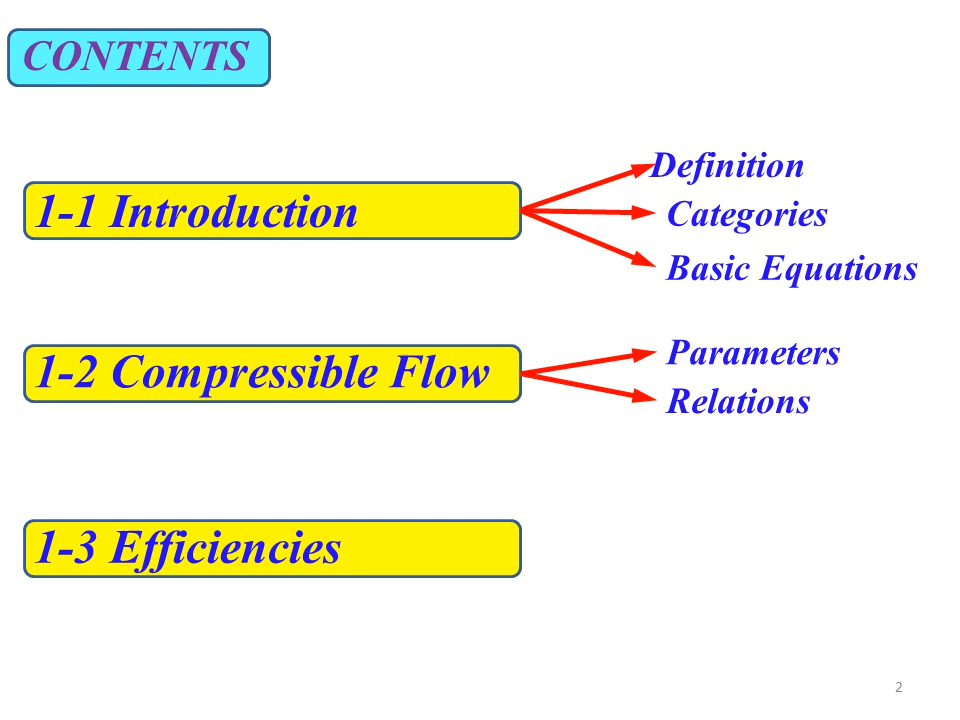 CONTENTS
1-1 Introduction
Definition
Categories
Basic Equations
1-2 Compressible Flow
Parameters
Relations
1-3 Efficiencies
2